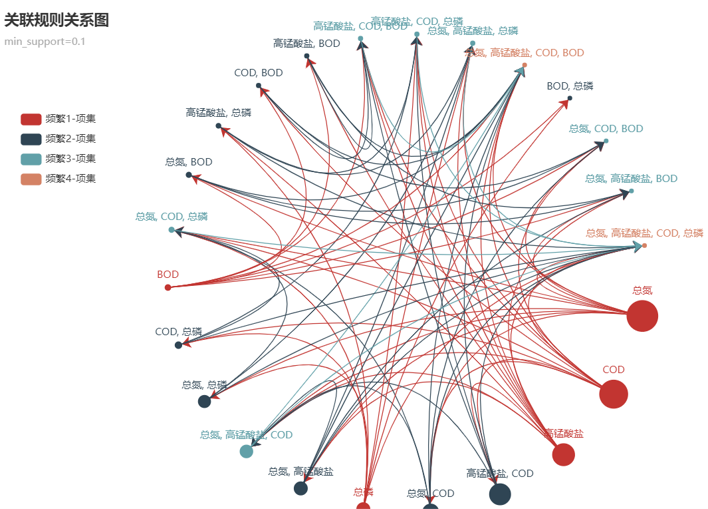 关联规则关系图
min_support=0.1
频繁1-项集
频繁2-项集
频繁3-项集
频繁4-项集
高锰酸盐, COD, 总磷
高锰酸盐, COD, BOD
总氮, 高锰酸盐, 总磷
高锰酸盐, BOD
总氮, 高锰酸盐, COD, BOD
COD, BOD
BOD, 总磷
高锰酸盐, 总磷
总氮, COD, BOD
总氮, BOD
总氮, 高锰酸盐, BOD
总氮, COD, 总磷
总氮, 高锰酸盐, COD, 总磷
BOD
总氮
COD, 总磷
COD
总氮, 总磷
总氮, 高锰酸盐, COD
高锰酸盐
总氮, 高锰酸盐
高锰酸盐, COD
总磷
总氮, COD